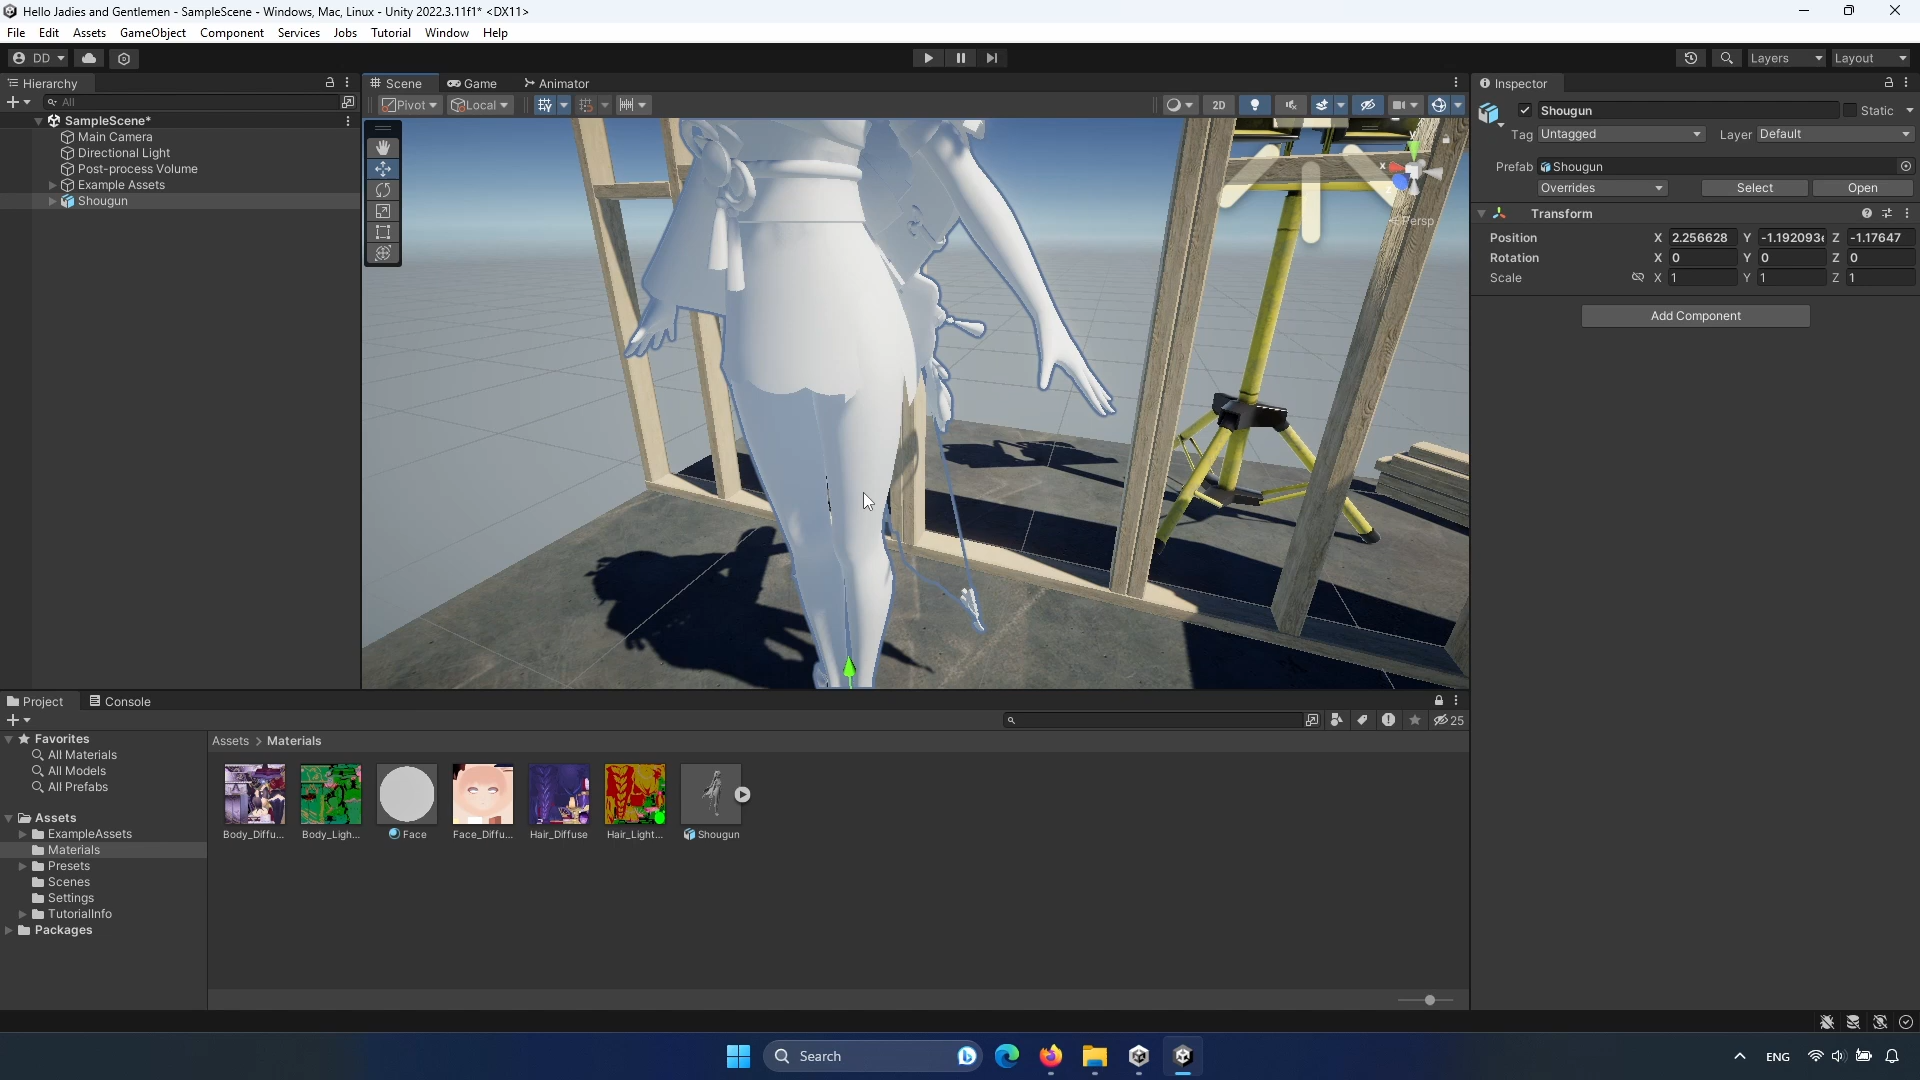 Hello Jadies and Gentlemen - SampleScene - Windows, Mac, Linux - Unity 2022.3.11f1* <DX11>
File Edit Assets GameObject Component Services Jobs Tutorial Window Help
DD Layers Layout
Hierarchy
All
SampleScene*
Main Camera
Directional Light
Post-process Volume
Example Assets
Shougun
Scene Game Animator
Pivot Local 2D
y
x
z
Persp
Inspector
Shougun Static
Tag Untagged Layer Default
Prefab Shougun
Overrides Select Open
Transform
Position X 2.256628 Y -1.192093e Z -1.17647
Rotation X 0 Y 0 Z 0
Scale X 1 Y 1 Z 1
Add Component
Project Console
25
Favorites
All Materials
All Models
All Prefabs
Assets
ExampleAssets
Materials
Presets
Scenes
Settings
TutorialInfo
Packages
Assets > Materials
Body_Diffu... Body_Ligh... Face Face_Diffu... Hair_Diffuse Hair_Light... Shougun
Search
ENG